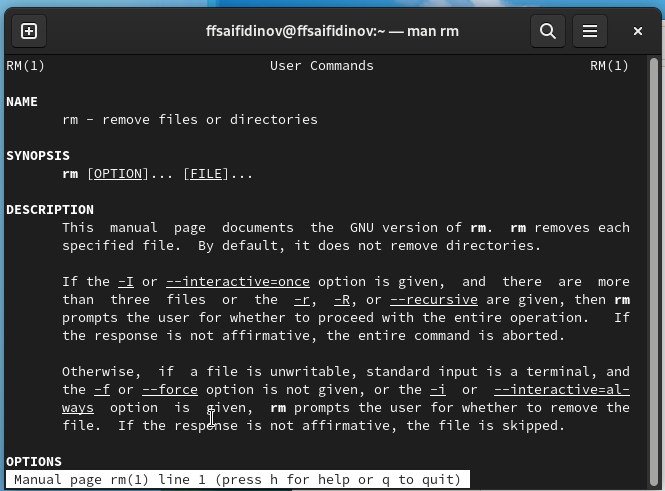 ffsaifidinov@ffsaifidinov:~ — man rm
RM(1) User Commands RM(1)
NAME
rm - remove files or directories
SYNOPSIS
rm [OPTION]... [FILE]...
DESCRIPTION
This manual page documents the GNU version of rm. rm removes each
specified file. By default, it does not remove directories.
If the -I or --interactive=once option is given, and there are more
than three files or the -r, -R, or --recursive are given, then rm
prompts the user for whether to proceed with the entire operation. If
the response is not affirmative, the entire command is aborted.
Otherwise, if a file is unwritable, standard input is a terminal, and
the -f or --force option is not given, or the -i or --interactive=al-
ways option is given, rm prompts the user for whether to remove the
file. If the response is not affirmative, the file is skipped.
OPTIONS
Manual page rm(1) line 1 (press h for help or q to quit)